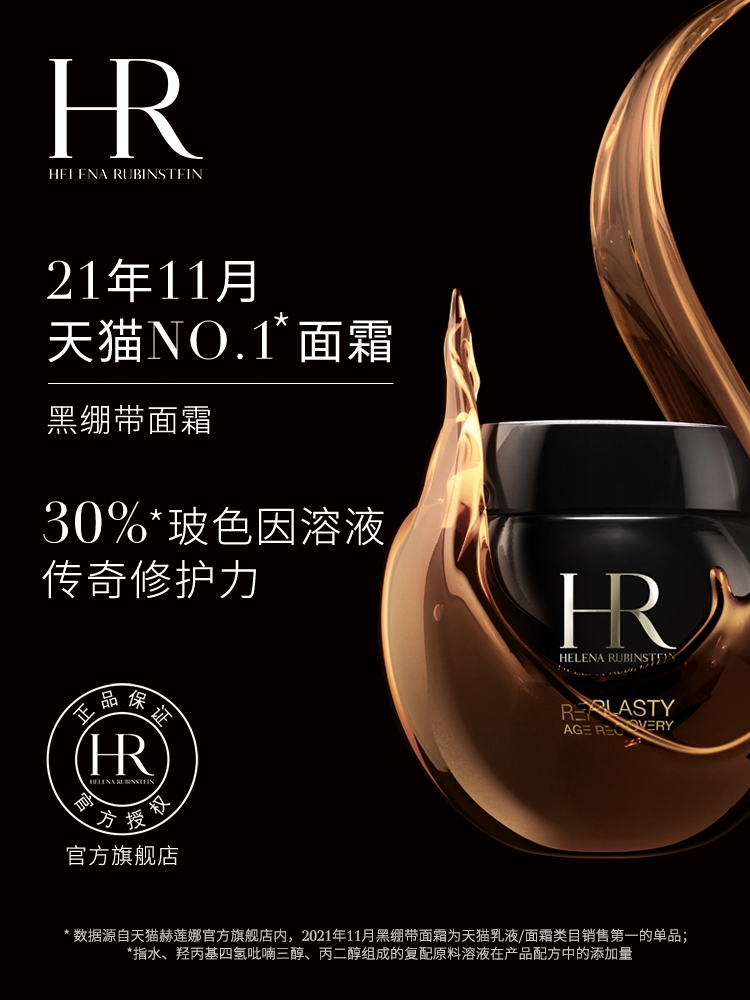 HR
HELENA RUBINSTEIN
21年11月
天猫NO.1*面霜
黑绷带面霜
30%*玻色因溶液
传奇修护力
HR
HELENA RUBINSTEIN
REPLASTY
AGE RECOVERY
正品保证
HR
HELENA RUBINSTEIN
官方授权
官方旗舰店
* 数据源自天猫赫莲娜官方旗舰店内，2021年11月黑绷带面霜为天猫乳液/面霜类目销售第一的单品；
*指水、羟丙基四氢吡喃三醇、丙二醇组成的复配原料溶液在产品配方中的添加量